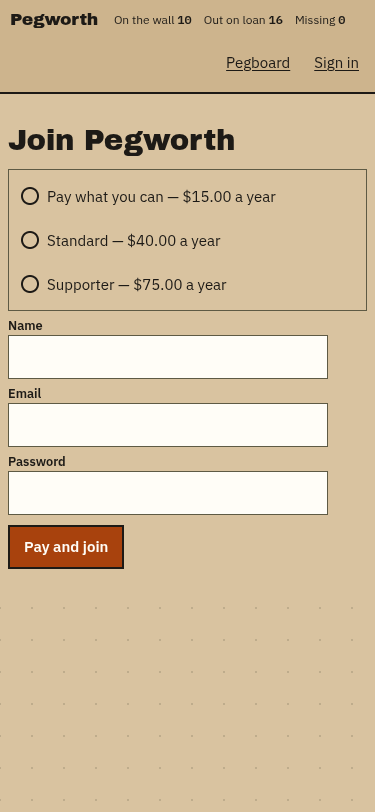 Pegworth On the wall 10 Out on loan 16 Missing 0
Pegboard Sign in
Join Pegworth
Pay what you can — $15.00 a year
Standard — $40.00 a year
Supporter — $75.00 a year
Name
Email
Password
Pay and join